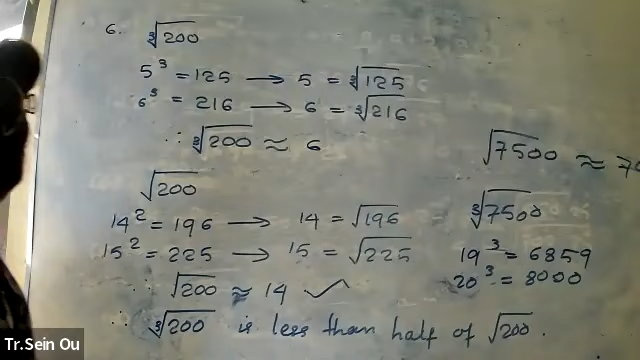 6. ∛200
5³ = 125 → 5 = ∛125
6³ = 216 → 6 = ∛216
∴ ∛200 ≈ 6
√200
14² = 196 → 14 = √196
15² = 225 → 15 = √225
∴ √200 ≈ 14 ✓
∴ ∛200 is less than half of √200.
√7500 ≈
∛7500
19³ = 6859
20³ = 8000
Tr.Sein Ou